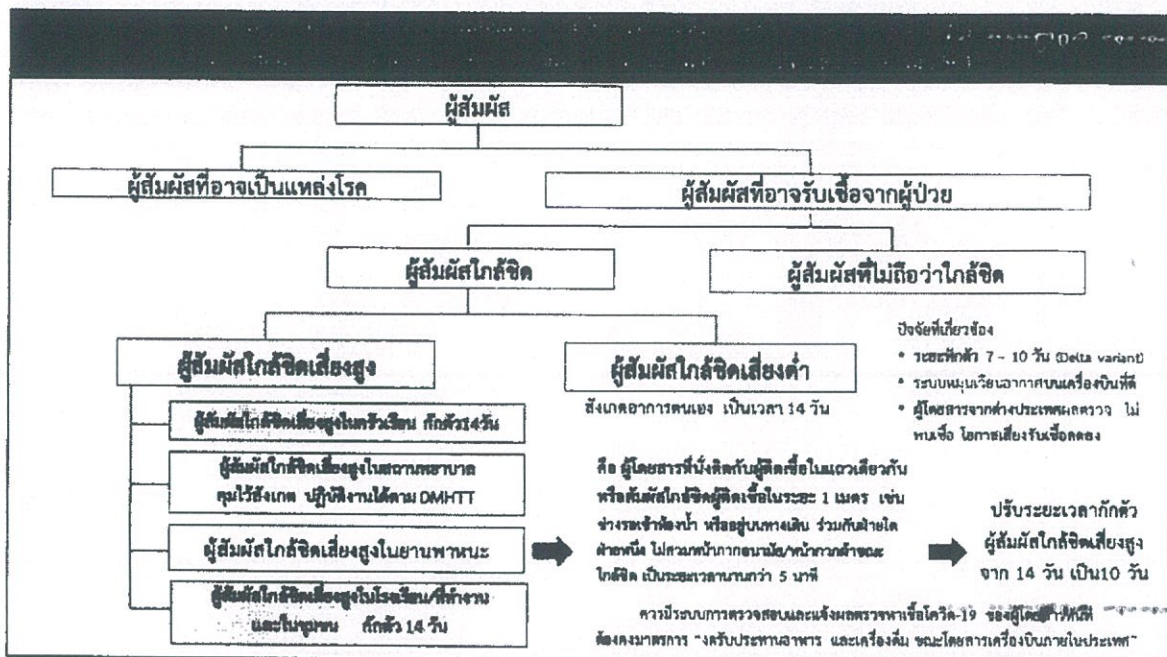 ผู้สัมผัส
ผู้สัมผัสที่อาจเป็นแหล่งโรค
ผู้สัมผัสที่อาจรับเชื้อจากผู้ป่วย
ผู้สัมผัสใกล้ชิด
ผู้สัมผัสที่ไม่ถือว่าใกล้ชิด
ผู้สัมผัสใกล้ชิดเสี่ยงสูง
ผู้สัมผัสใกล้ชิดเสี่ยงต่ำ
สังเกตอาการตนเอง เป็นเวลา 14 วัน
ปัจจัยที่เกี่ยวข้อง
• ระยะฟักตัว 7 - 10 วัน (Delta variant)
• ระบบหมุนเวียนอากาศบนเครื่องบินที่ดี
• ผู้โดยสารจากต่างประเทศผลตรวจ ไม่
พบเชื้อ โอกาสเสี่ยงรับเชื้อลดลง
ผู้สัมผัสใกล้ชิดเสี่ยงสูงในครัวเรือน กักตัว14วัน
ผู้สัมผัสใกล้ชิดเสี่ยงสูงในสถานพยาบาล
คุมไว้สังเกต ปฏิบัติงานได้ตาม DMHTT
ผู้สัมผัสใกล้ชิดเสี่ยงสูงในยานพาหนะ
ผู้สัมผัสใกล้ชิดเสี่ยงสูงในโรงเรียน/ที่ทำงาน
และในชุมชน กักตัว 14 วัน
คือ ผู้โดยสารที่นั่งติดกับผู้ติดเชื้อในแถวเดียวกัน
หรือสัมผัสใกล้ชิดผู้ติดเชื้อในระยะ 1 เมตร เช่น
ช่วงรอเข้าห้องน้ำ หรืออยู่บนทางเดิน ร่วมกับฝ่ายใด
ฝ่ายหนึ่ง ไม่สวมหน้ากากอนามัย/หน้ากากผ้าขณะ
ใกล้ชิด เป็นระยะเวลานานกว่า 5 นาที
ปรับระยะเวลากักตัว
ผู้สัมผัสใกล้ชิดเสี่ยงสูง
จาก 14 วัน เป็น10 วัน
ควรมีระบบการตรวจสอบและแจ้งผลตรวจหาเชื้อโควิด-19 ของผู้โดยสารทันที
ต้องคงมาตรการ "งดรับประทานอาหาร และเครื่องดื่ม ขณะโดยสารเครื่องบินภายในประเทศ"